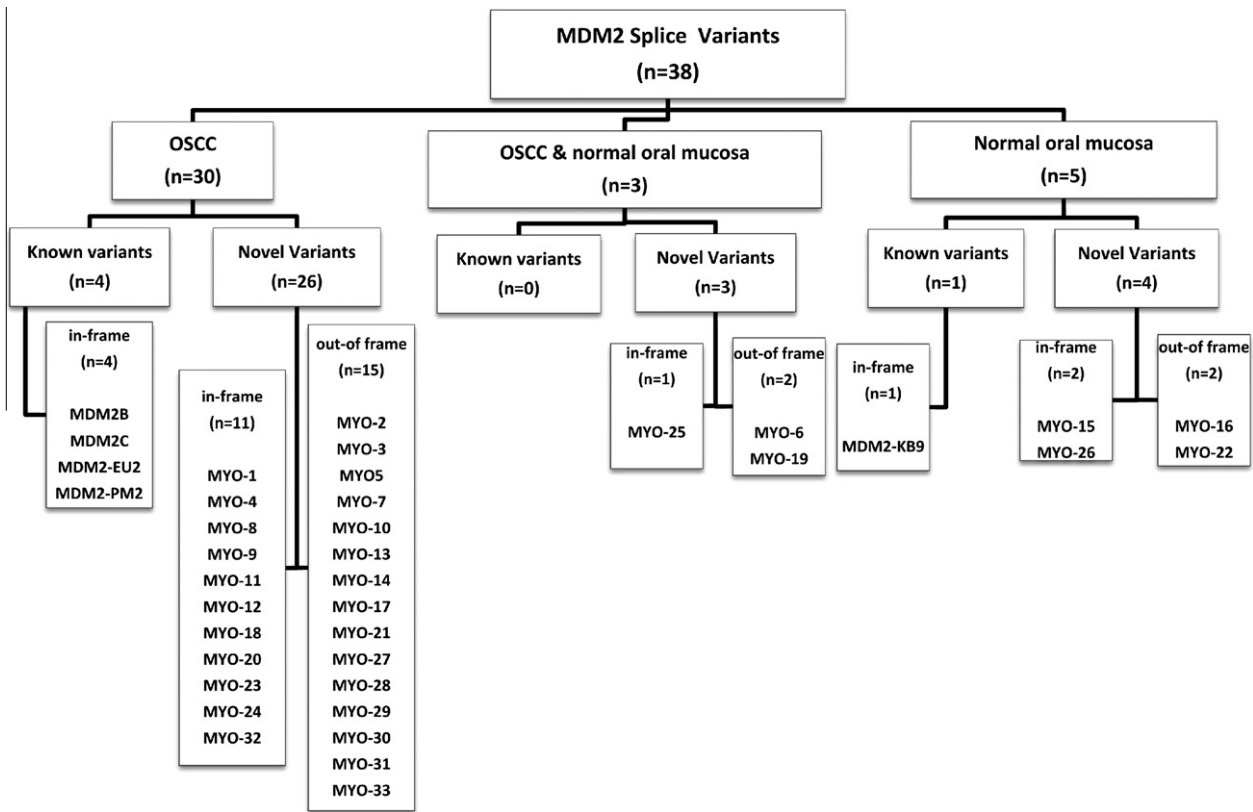 MDM2 Splice Variants
(n=38)
OSCC
(n=30)
OSCC & normal oral mucosa
(n=3)
Normal oral mucosa
(n=5)
Known variants
(n=4)
Novel Variants
(n=26)
Known variants
(n=0)
Novel Variants
(n=3)
Known variants
(n=1)
Novel Variants
(n=4)
in-frame
(n=4)
MDM2B
MDM2C
MDM2-EU2
MDM2-PM2
in-frame
(n=11)
MYO-1
MYO-4
MYO-8
MYO-9
MYO-11
MYO-12
MYO-18
MYO-20
MYO-23
MYO-24
MYO-32
out-of frame
(n=15)
MYO-2
MYO-3
MYO5
MYO-7
MYO-10
MYO-13
MYO-14
MYO-17
MYO-21
MYO-27
MYO-28
MYO-29
MYO-30
MYO-31
MYO-33
in-frame
(n=1)
MYO-25
out-of frame
(n=2)
MYO-6
MYO-19
in-frame
(n=1)
MDM2-KB9
in-frame
(n=2)
MYO-15
MYO-26
out-of frame
(n=2)
MYO-16
MYO-22